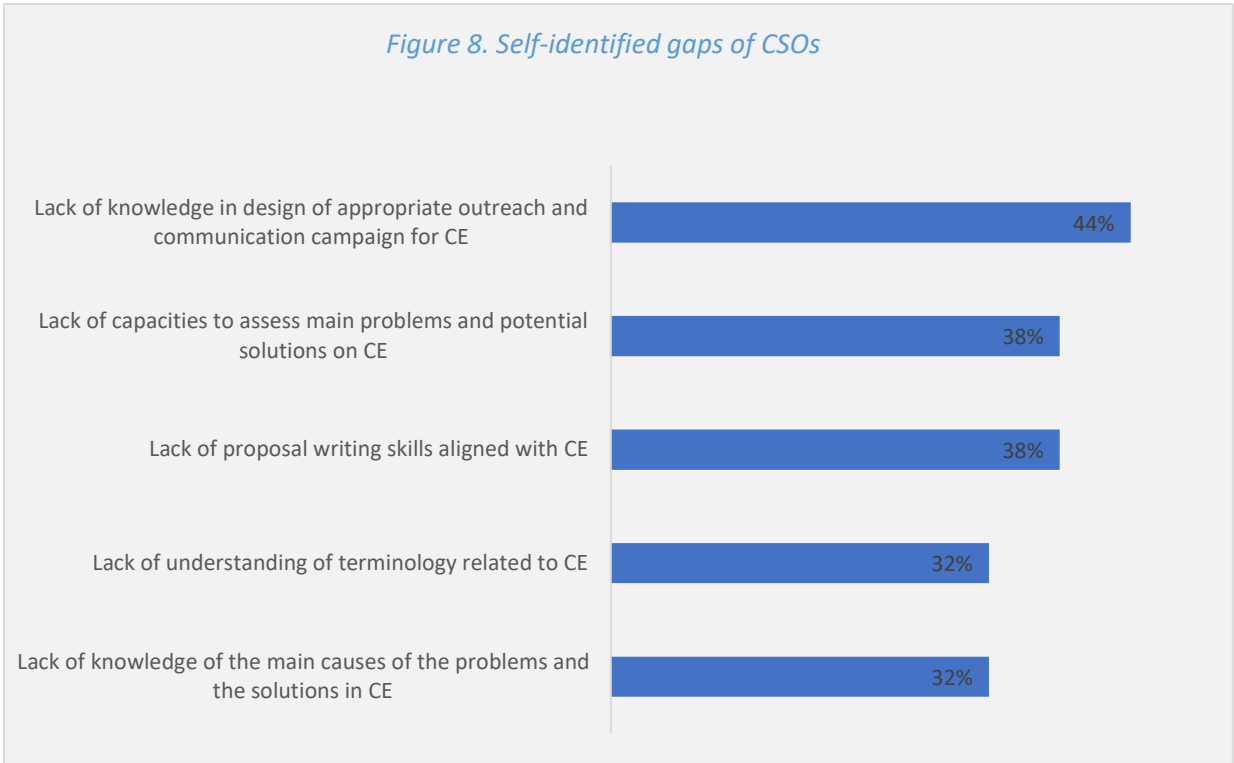 Figure 8. Self-identified gaps of CSOs
Lack of knowledge in design of appropriate outreach and
communication campaign for CE
44%
Lack of capacities to assess main problems and potential
solutions on CE
38%
Lack of proposal writing skills aligned with CE
38%
Lack of understanding of terminology related to CE
32%
Lack of knowledge of the main causes of the problems and
the solutions in CE
32%